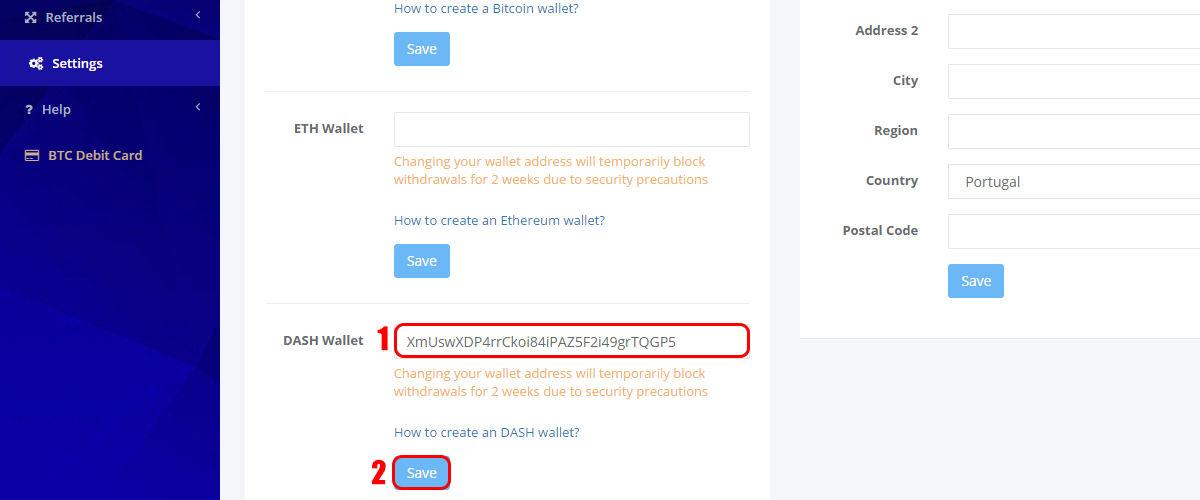 Referrals
Settings
Help
BTC Debit Card
How to create a Bitcoin wallet?
Save
ETH Wallet
Changing your wallet address will temporarily block
withdrawals for 2 weeks due to security precautions
How to create an Ethereum wallet?
Save
DASH Wallet
1
XmUswXDP4rrCkoi84iPAZ5F2i49grTQGP5
Changing your wallet address will temporarily block
withdrawals for 2 weeks due to security precautions
How to create an DASH wallet?
2
Save
Address 2
City
Region
Country
Portugal
Postal Code
Save